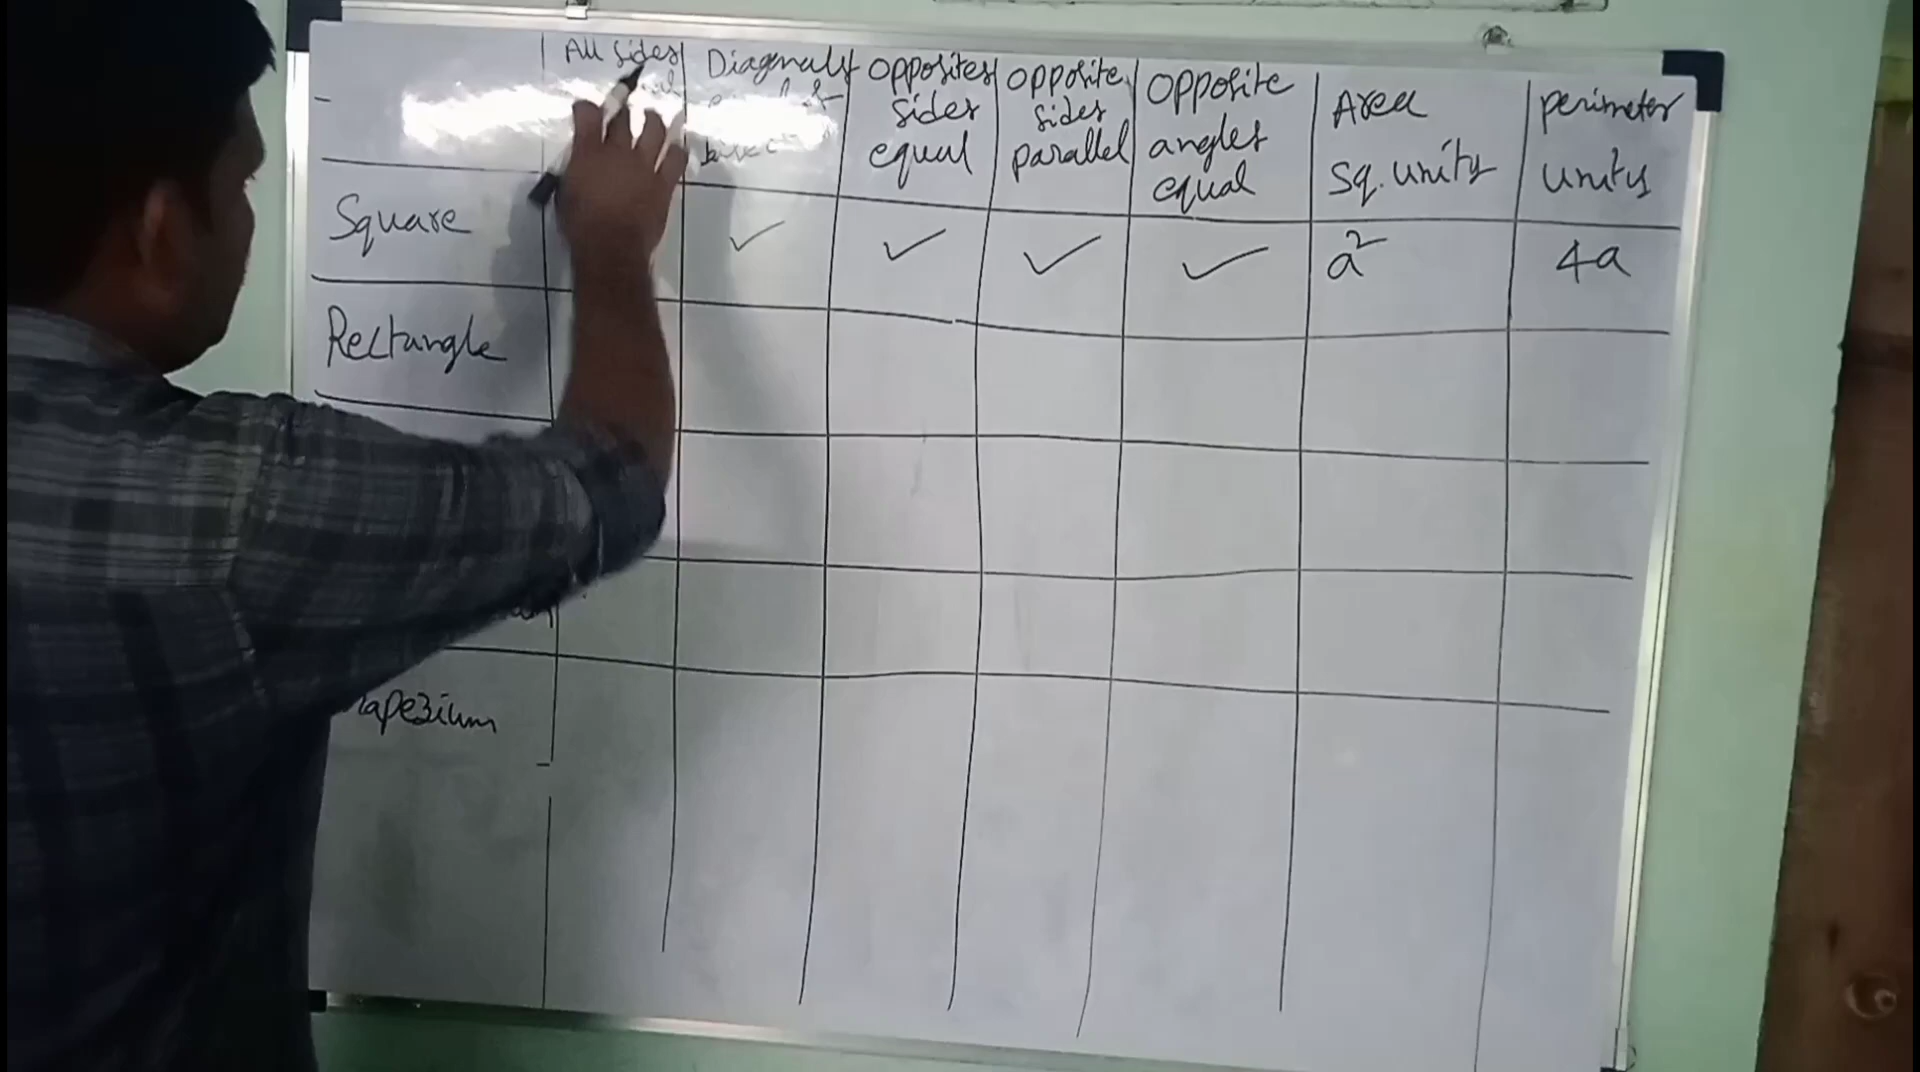 All sides
Diagonals
opposites
sides
equal
opposite
sides
parallel
opposite
angles
equal
Area
sq. units
perimeter
units
Square
✓ ✓ ✓ ✓ a² 4a
Rectangle
rapezium